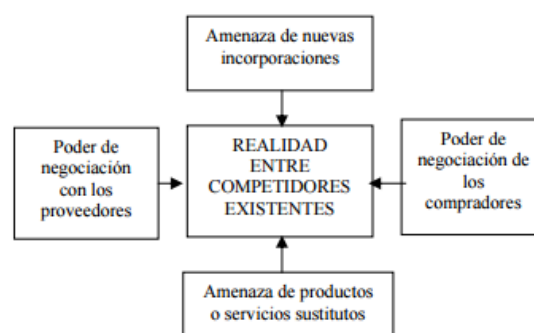 Amenaza de nuevas
incorporaciones
Poder de
negociación
con los
proveedores
REALIDAD
ENTRE
COMPETIDORES
EXISTENTES
Poder de
negociación de
los
compradores
Amenaza de productos
o servicios sustitutos